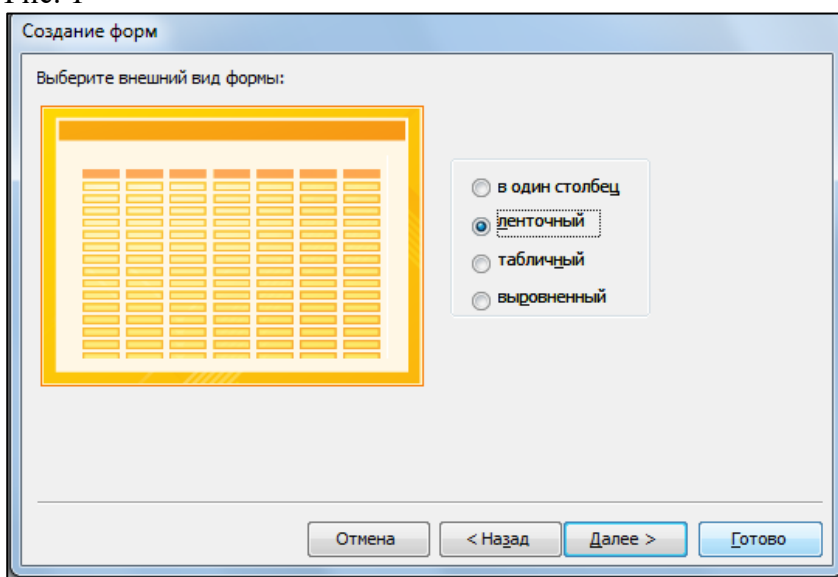 Создание форм
Выберите внешний вид формы:
в один столбец
ленточный
табличный
выровненный
Отмена
< Назад
Далее >
Готово